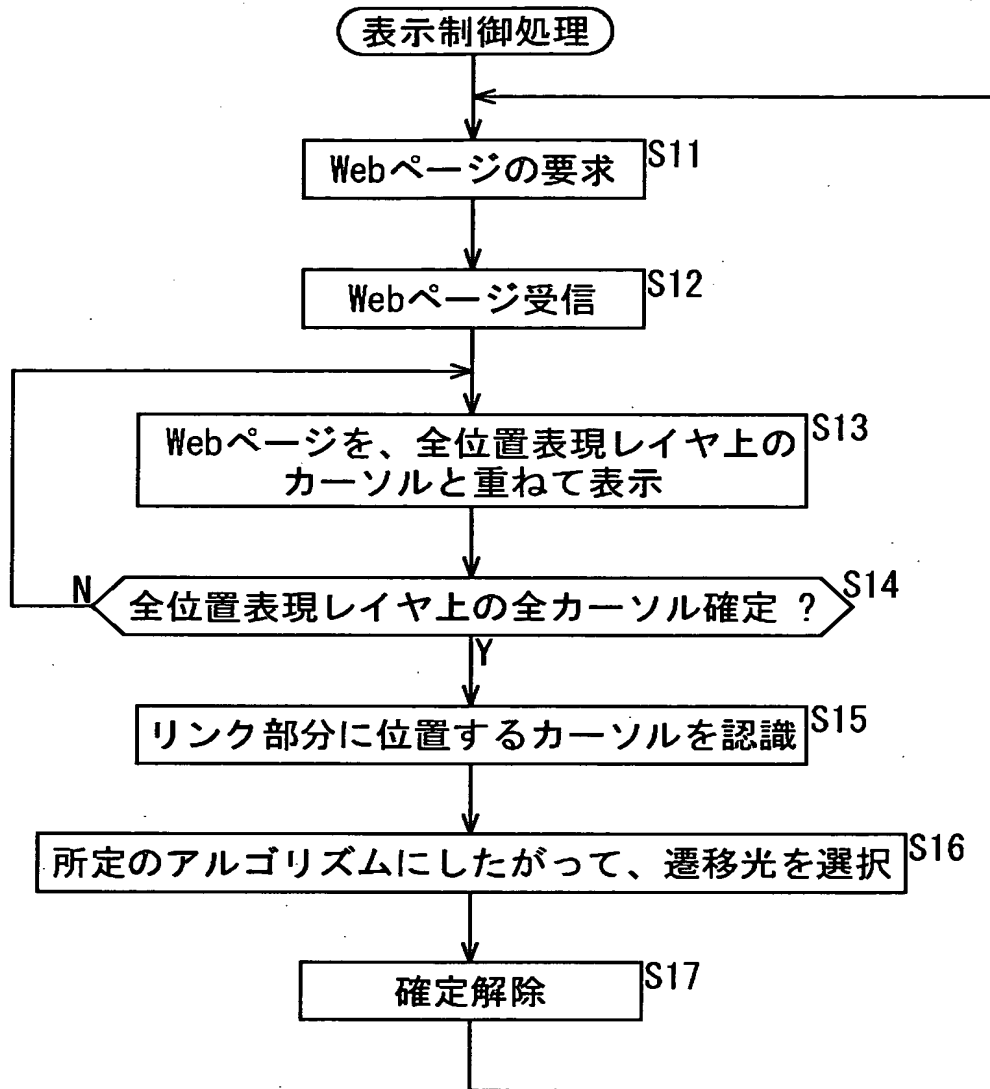 表示制御処理
Webページの要求
S11
Webページ受信
S12
Webページを、全位置表現レイヤ上の
カーソルと重ねて表示
S13
N
全位置表現レイヤ上の全カーソル確定 ?
S14
Y
リンク部分に位置するカーソルを認識
S15
所定のアルゴリズムにしたがって、遷移光を選択
S16
確定解除
S17